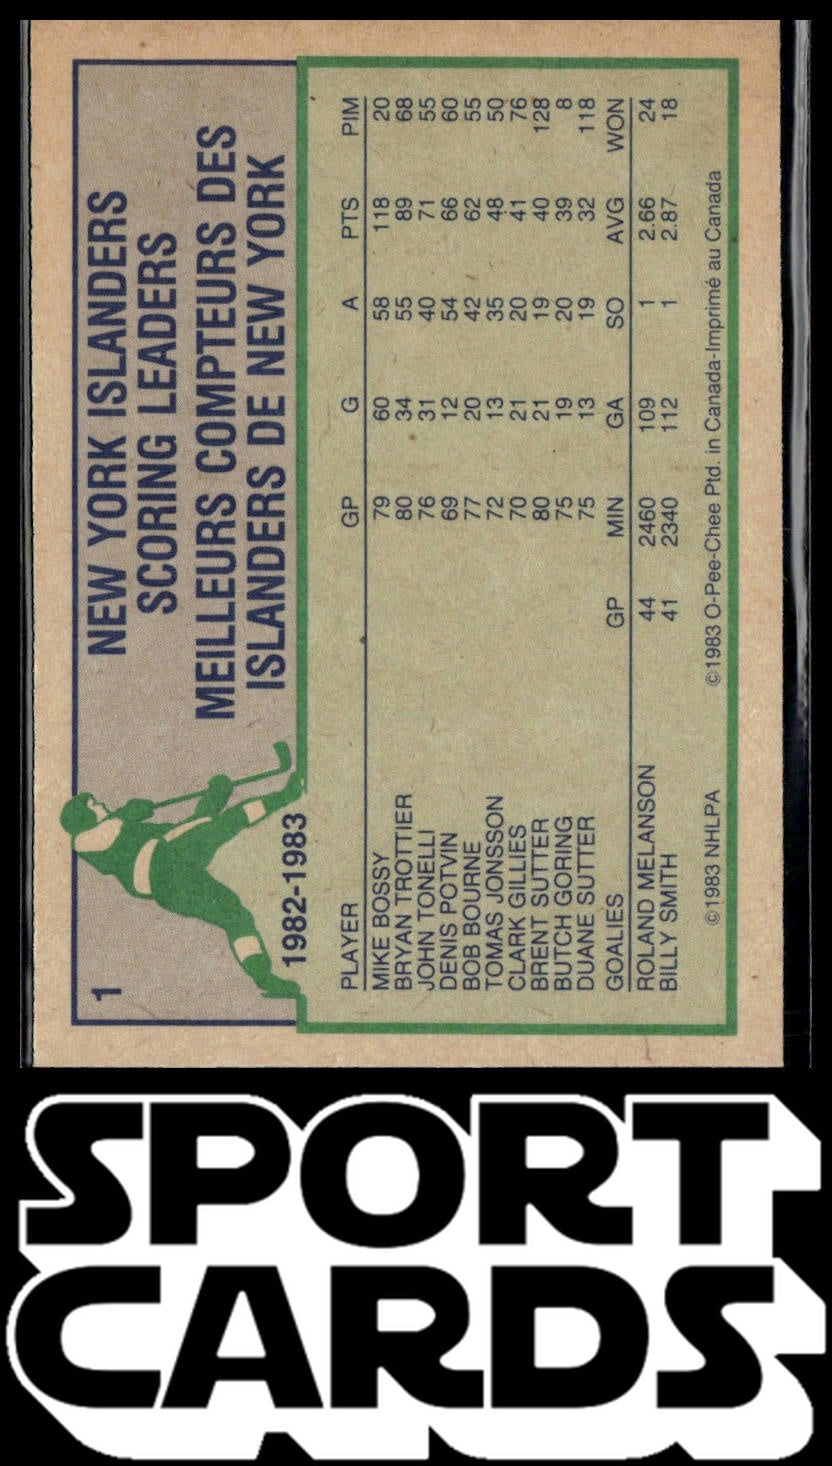 1
NEW YORK ISLANDERS
SCORING LEADERS
MEILLEURS COMPTEURS DES
ISLANDERS DE NEW YORK
1982-1983
PLAYER GP G A PTS PIM
MIKE BOSSY 79 60 58 118 20
BRYAN TROTTIER 80 34 55 89 68
JOHN TONELLI 76 31 40 71 55
DENIS POTVIN 69 12 54 66 60
BOB BOURNE 77 20 42 62 55
TOMAS JONSSON 72 13 35 48 50
CLARK GILLIES 70 21 20 41 76
BRENT SUTTER 80 21 19 40 128
BUTCH GORING 75 19 20 39 8
DUANE SUTTER 75 13 19 32 118
GOALIES GP MIN GA SO AVG WON
ROLAND MELANSON 44 2460 109 1 2.66 24
BILLY SMITH 41 2340 112 1 2.87 18
©1983 NHLPA ©1983 O-Pee-Chee Ptd. in Canada-Imprimé au Canada
SPORT
CARDS